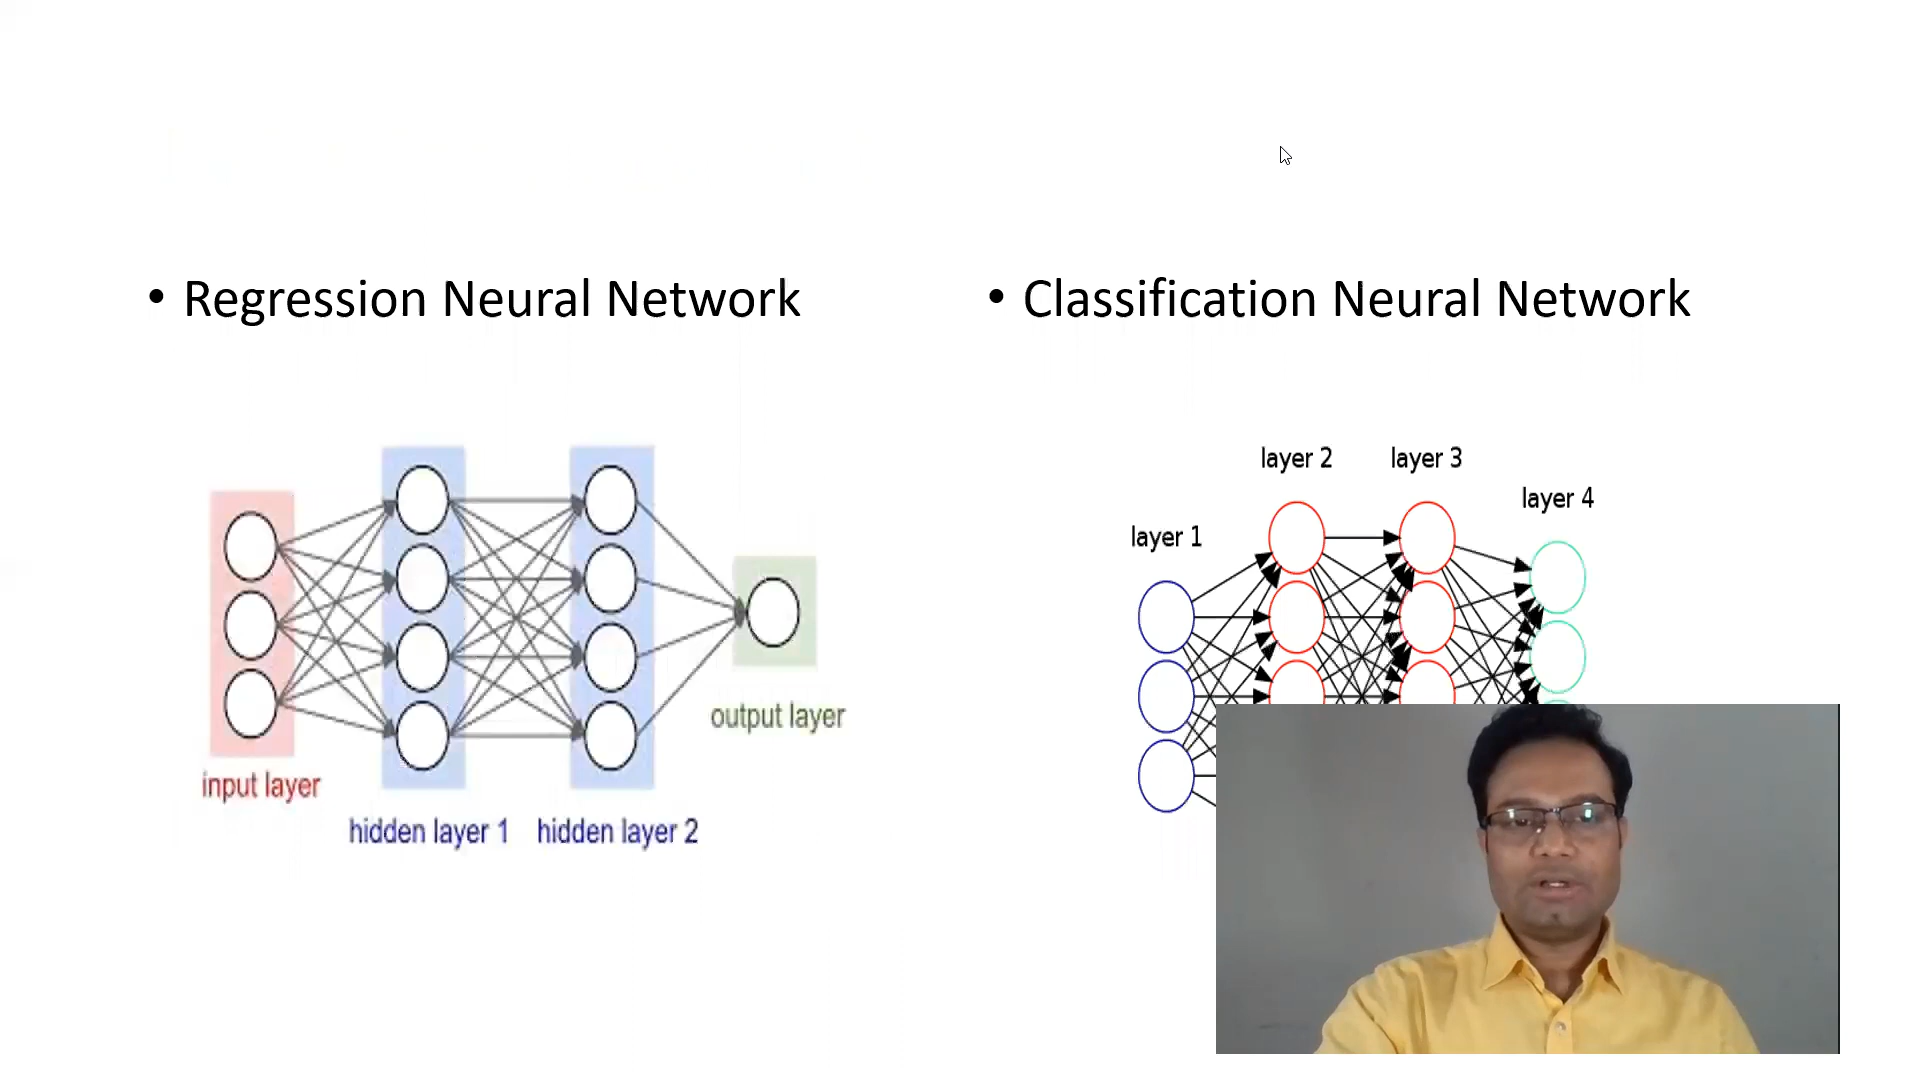 • Regression Neural Network
input layer
hidden layer 1
hidden layer 2
output layer
• Classification Neural Network
layer 1
layer 2
layer 3
layer 4